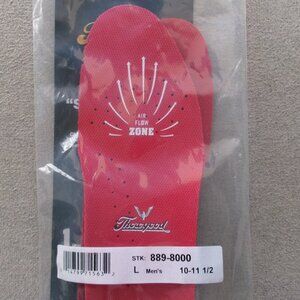 AIR
FLOW
ZONE
Thorogood
STK: 889-8000
L Men's 10-11 1/2